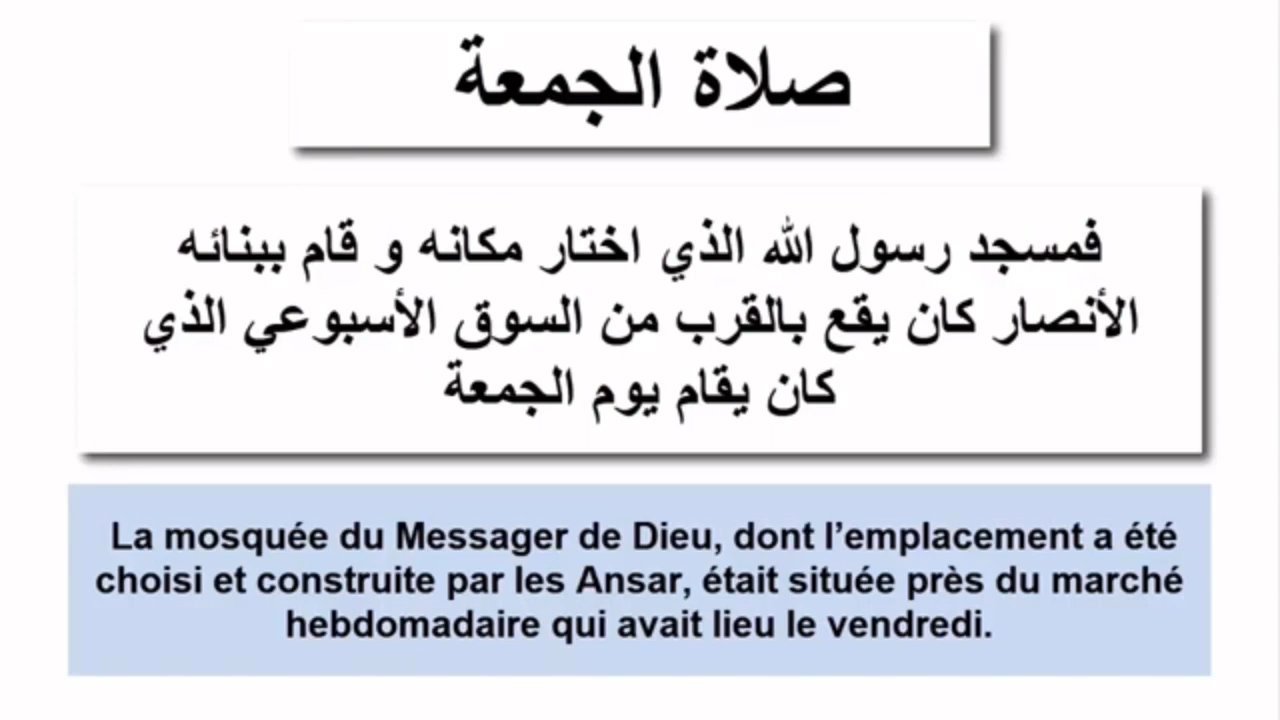 صلاة الجمعة
فمسجد رسول الله الذي اختار مكانه و قام ببنائه
الأنصار كان يقع بالقرب من السوق الأسبوعي الذي
كان يقام يوم الجمعة
La mosquée du Messager de Dieu, dont l’emplacement a été
choisi et construite par les Ansar, était située près du marché
hebdomadaire qui avait lieu le vendredi.